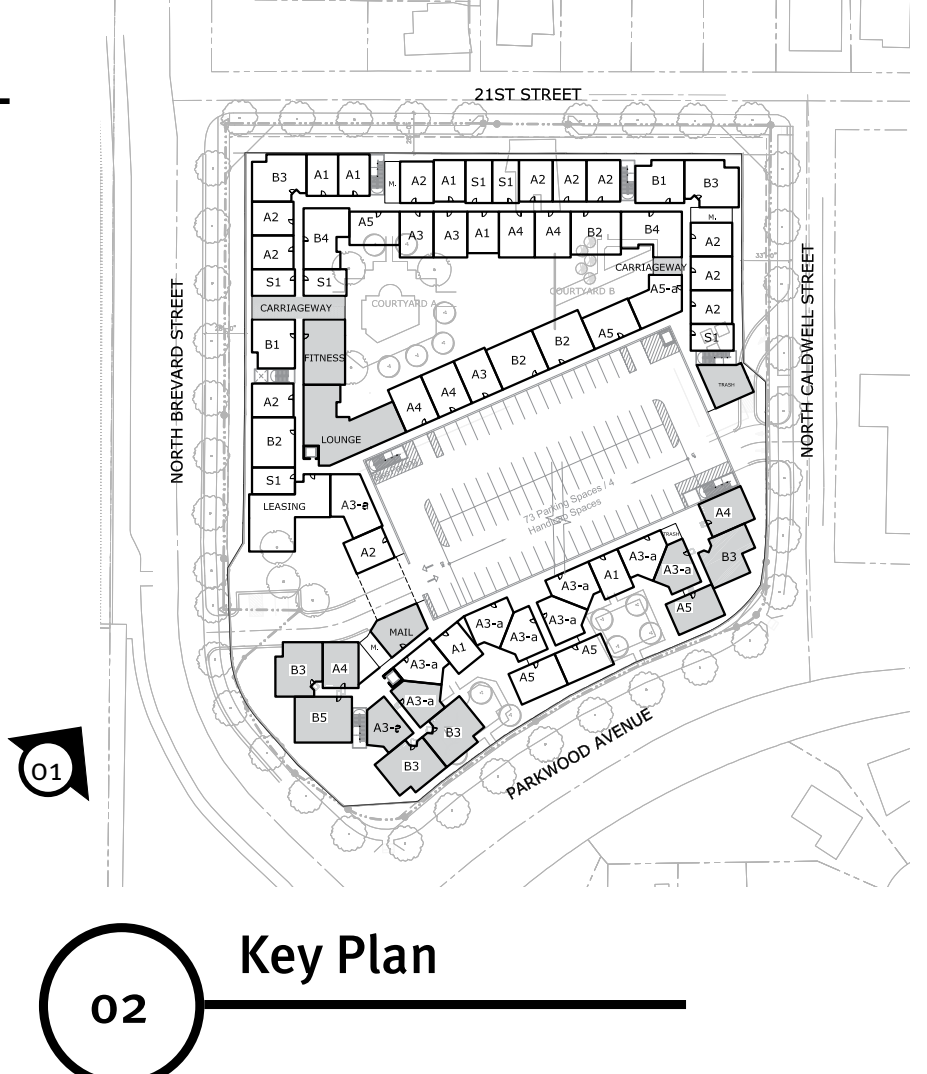 21ST STREET
B3
A1
A1
M.
A2
A1
S1
S1
A2
A2
A2
B1
B3
A2
B4
A5
A3
A3
A1
A4
A4
B2
B4
M.
A2
A2
S1
S1
CARRIAGEWAY
A5-a
A2
A2
S1
CARRIAGEWAY
COURTYARD A
COURTYARD B
B1
FITNESS
A2
B2
S1
LOUNGE
A4
A4
A3
B2
B2
A5
TRASH
NORTH BREVARD STREET
NORTH CALDWELL STREET
LEASING
A3-a
A2
73 Parking Spaces / 4
Handicap Spaces
A4
B3
TRASH
A3-a
A3-a
A1
A3-a
A5
MAIL
M.
A3-a
A1
A3-a
A3-a
A3-a
A5
A5
B3
A4
B5
A3-a
A3-a
B3
B3
PARKWOOD AVENUE
01
Key Plan
02